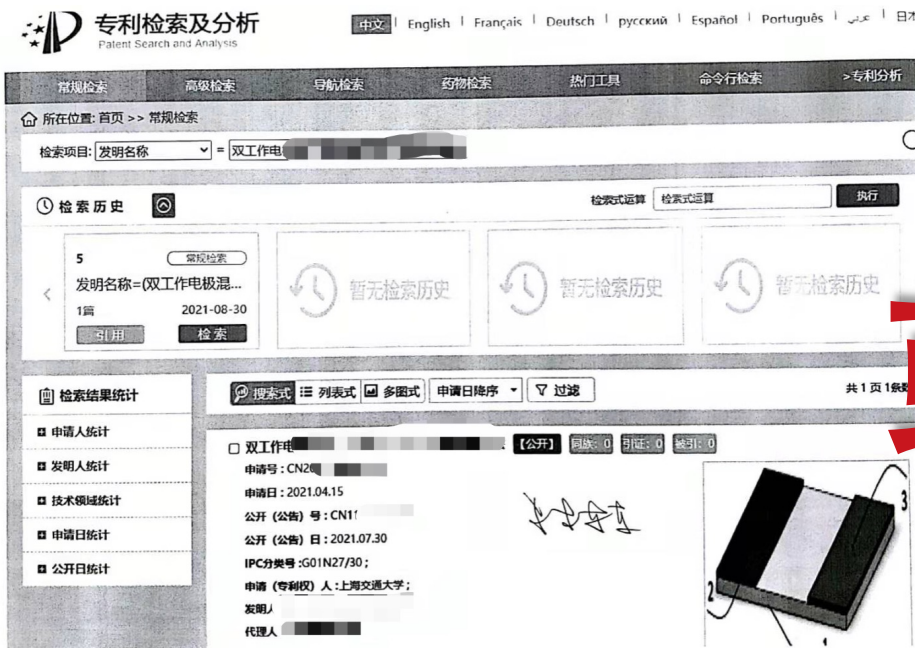 专利检索及分析
Patent Search and Analysis
中文 | English | Français | Deutsch | русский | Español | Português | عربي | 日本
常规检索 高级检索 导航检索 药物检索 热门工具 命令行检索 >专利分析
所在位置: 首页 >> 常规检索
检索项目: 发明名称 = 双工作电
检索历史 检索式运算 检索式运算 执行
5 常规检索
发明名称=(双工作电极混...
1篇 2021-08-30
引用 检索
暂无检索历史 暂无检索历史 暂无检索历史
检索结果统计
申请人统计
发明人统计
技术领域统计
申请日统计
公开日统计
搜索式 列表式 多图式 申请日降序 过滤 共 1 页 1条数
双工作电 【公开】 同族: 0 引证: 0 被引: 0
申请号 : CN20
申请日 : 2021.04.15
公开（公告）号 : CN11
公开（公告）日 : 2021.07.30
IPC分类号 :G01N27/30 ;
申请（专利权）人 :上海交通大学 ;
发明人
代理人
3
2
1